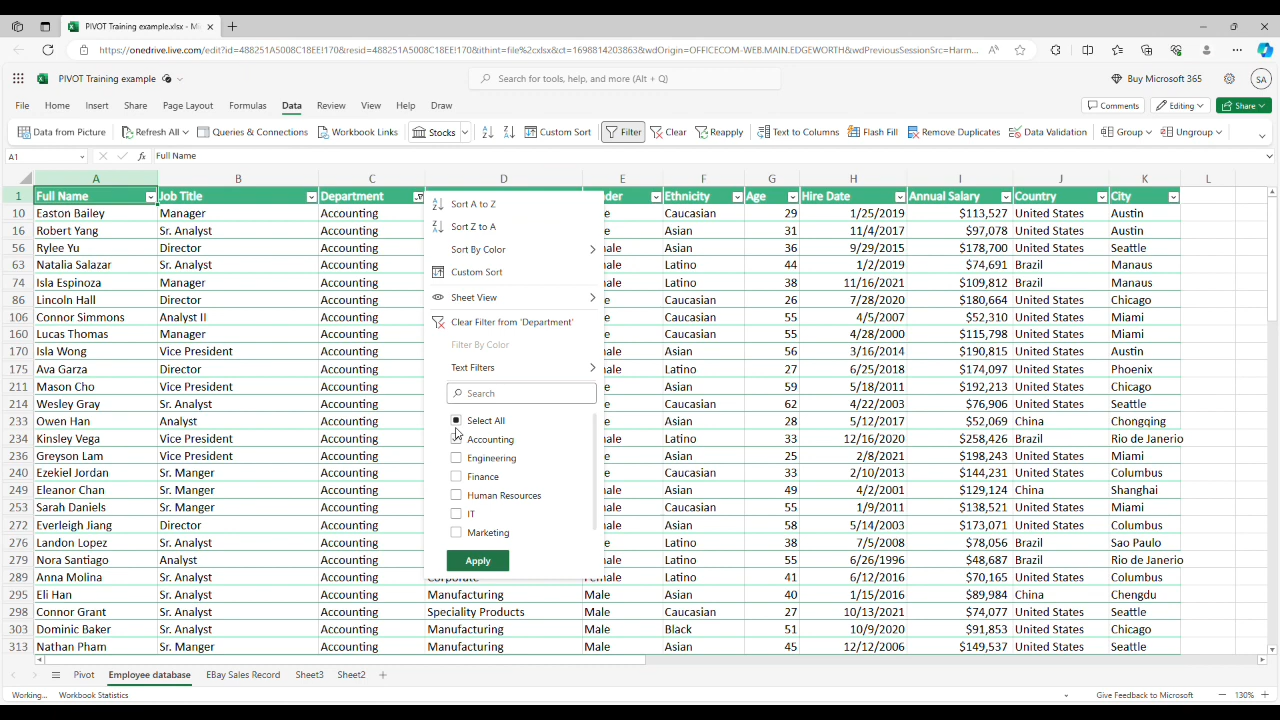 PIVOT Training example.xlsx - Mi
https://onedrive.live.com/edit?id=488251A5008C18EE!170&resid=488251A5008C18EE!170&ithint=file%2cxlsx&ct=1698814203863&wdOrigin=OFFICECOM-WEB.MAIN.EDGEWORTH&wdPreviousSessionSrc=Harm...
PIVOT Training example Search for tools, help, and more (Alt + Q) Buy Microsoft 365 SA
File Home Insert Share Page Layout Formulas Data Review View Help Draw Comments Editing Share
Data from Picture Refresh All Queries & Connections Workbook Links Stocks Custom Sort Filter Clear Reapply Text to Columns Flash Fill Remove Duplicates Data Validation Group Ungroup
A1 fx Full Name
A B C D E F G H I J K L
1 Full Name Job Title Department der Ethnicity Age Hire Date Annual Salary Country City
10 Easton Bailey Manager Accounting e Caucasian 29 1/25/2019 $113,527 United States Austin
16 Robert Yang Sr. Analyst Accounting e Asian 31 11/4/2017 $97,078 United States Austin
56 Rylee Yu Director Accounting ale Asian 36 9/29/2015 $178,700 United States Seattle
63 Natalia Salazar Sr. Analyst Accounting ale Latino 44 1/2/2019 $74,691 Brazil Manaus
74 Isla Espinoza Manager Accounting ale Latino 38 11/16/2021 $109,812 Brazil Manaus
86 Lincoln Hall Director Accounting e Caucasian 26 7/28/2020 $180,664 United States Chicago
106 Connor Simmons Analyst II Accounting e Caucasian 55 4/5/2007 $52,310 United States Miami
160 Lucas Thomas Manager Accounting e Caucasian 55 4/28/2000 $115,798 United States Miami
170 Isla Wong Vice President Accounting ale Asian 56 3/16/2014 $190,815 United States Austin
175 Ava Garza Director Accounting ale Latino 27 6/25/2018 $174,097 United States Phoenix
211 Mason Cho Vice President Accounting e Asian 59 5/18/2011 $192,213 United States Chicago
214 Wesley Gray Sr. Analyst Accounting e Caucasian 62 4/22/2003 $76,906 United States Seattle
233 Owen Han Analyst Accounting e Asian 28 5/12/2017 $52,069 China Chongqing
234 Kinsley Vega Vice President Accounting ale Latino 33 12/16/2020 $258,426 Brazil Rio de Janerio
236 Greyson Lam Vice President Accounting e Asian 25 2/8/2021 $198,243 United States Miami
240 Ezekiel Jordan Sr. Manger Accounting e Caucasian 33 2/10/2013 $144,231 United States Columbus
249 Eleanor Chan Sr. Manger Accounting ale Asian 49 4/2/2001 $129,124 China Shanghai
253 Sarah Daniels Sr. Manger Accounting ale Caucasian 55 1/9/2011 $138,521 United States Miami
272 Everleigh Jiang Director Accounting ale Asian 58 5/14/2003 $173,071 United States Columbus
276 Landon Lopez Sr. Analyst Accounting e Latino 38 7/5/2008 $78,056 Brazil Sao Paulo
279 Nora Santiago Analyst Accounting ale Latino 55 6/26/1996 $48,687 Brazil Rio de Janerio
289 Anna Molina Sr. Analyst Accounting Corporate Female Latino 41 6/12/2016 $70,165 United States Columbus
295 Eli Han Sr. Analyst Accounting Manufacturing Male Asian 40 1/15/2016 $89,984 China Chengdu
298 Connor Grant Sr. Analyst Accounting Speciality Products Male Caucasian 27 10/13/2021 $74,077 United States Seattle
303 Dominic Baker Sr. Analyst Accounting Manufacturing Male Black 51 10/9/2020 $91,853 United States Chicago
313 Nathan Pham Sr. Manger Accounting Manufacturing Male Asian 45 12/12/2006 $149,537 United States Seattle
Sort A to Z
Sort Z to A
Sort By Color
Custom Sort
Sheet View
Clear Filter from 'Department'
Filter By Color
Text Filters
Search
Select All
Accounting
Engineering
Finance
Human Resources
IT
Marketing
Apply
Pivot Employee database EBay Sales Record Sheet3 Sheet2
Working... Workbook Statistics Give Feedback to Microsoft 130%